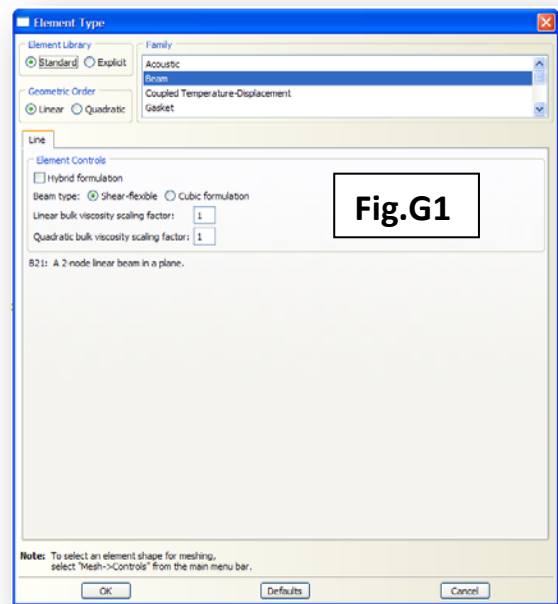 Element Type
Element Library
Standard Explicit
Family
Acoustic
Beam
Coupled Temperature-Displacement
Gasket
Geometric Order
Linear Quadratic
Line
Element Controls
Hybrid formulation
Beam type: Shear-flexible Cubic formulation
Linear bulk viscosity scaling factor: 1
Quadratic bulk viscosity scaling factor: 1
Fig.G1
B21: A 2-node linear beam in a plane.
Note: To select an element shape for meshing,
select "Mesh->Controls" from the main menu bar.
OK Defaults Cancel